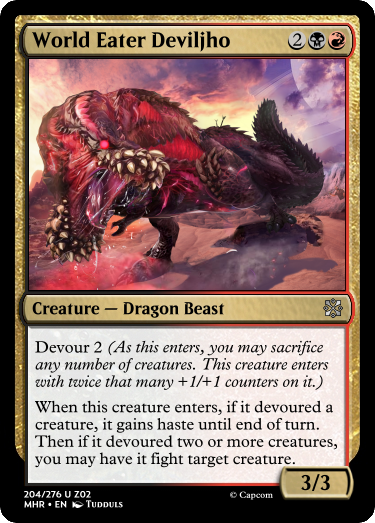 World Eater Deviljho 2
Creature — Dragon Beast
Devour 2 (As this enters, you may sacrifice
any number of creatures. This creature enters
with twice that many +1/+1 counters on it.)
When this creature enters, if it devoured a
creature, it gains haste until end of turn.
Then if it devoured two or more creatures,
you may have it fight target creature.
3/3
204/276 U Z02
MHR • EN Tudduls
© Capcom